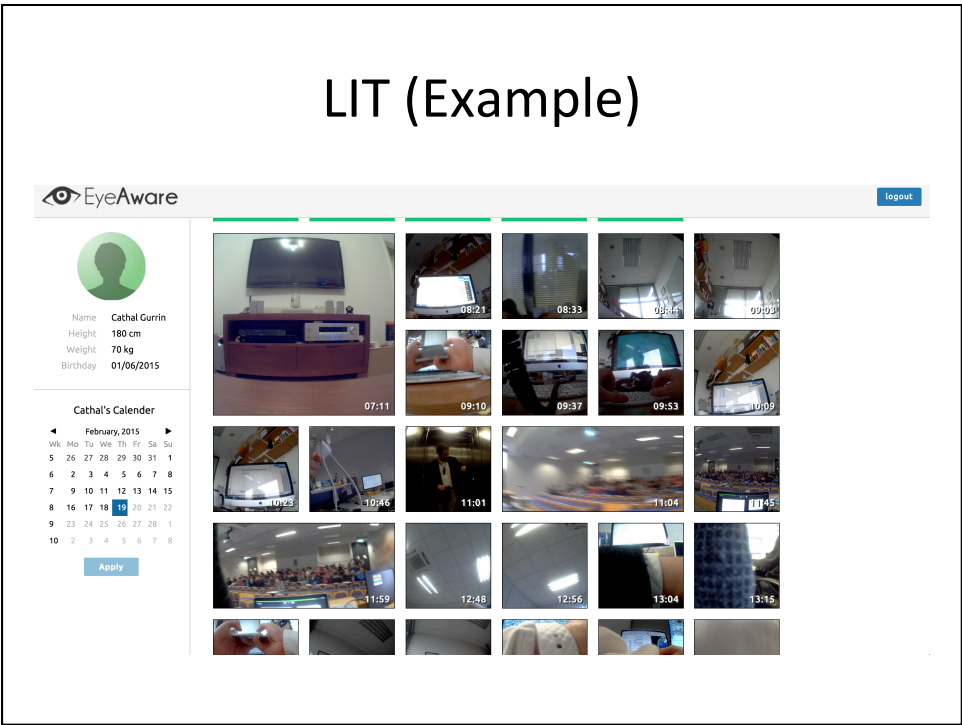 LIT (Example)
EyeAware
logout
Name Cathal Gurrin
Height 180 cm
Weight 70 kg
Birthday 01/06/2015
Cathal's Calender
◄ February, 2015 ►
Wk Mo Tu We Th Fr Sa Su
5 26 27 28 29 30 31 1
6 2 3 4 5 6 7 8
7 9 10 11 12 13 14 15
8 16 17 18 19 20 21 22
9 23 24 25 26 27 28 1
10 2 3 4 5 6 7 8
Apply
07:11
08:21
08:33
08:44
09:03
09:10
09:37
09:53
10:09
10:23
10:46
11:01
11:04
11:45
11:59
12:48
12:56
13:04
13:15